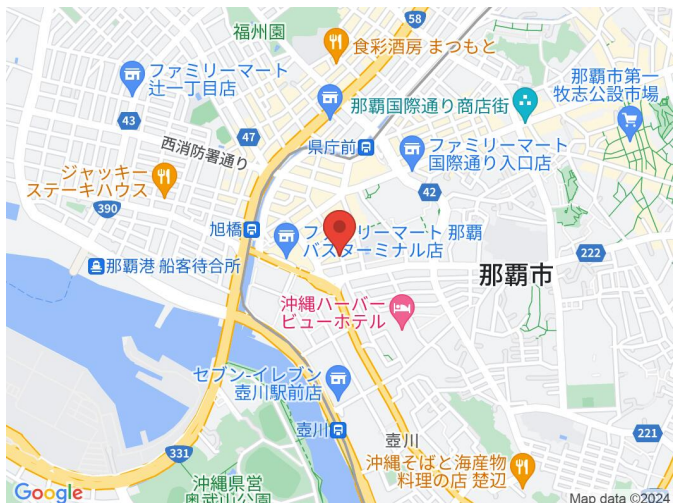 58
福州園
食彩酒房 まつもと
ファミリーマート
辻一丁目店
那覇市第一
牧志公設市場
那覇国際通り商店街
43
47
西消防署通り
県庁前
ファミリーマート
国際通り入口店
ジャッキー
ステーキハウス
42
390
旭橋
ファミリーマート 那覇
バスターミナル店
222
那覇港 船客待合所
那覇市
沖縄ハーバー
ビューホテル
セブン-イレブン
壺川駅前店
壺川
壺川
221
331
沖縄そばと海産物
料理の店 楚辺
沖縄県営
奥武山公園
Google
Map data ©2024